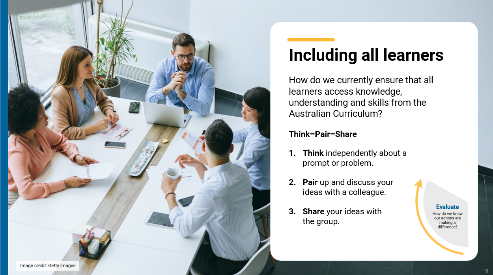 Including all learners
How do we currently ensure that all
learners access knowledge,
understanding and skills from the
Australian Curriculum?
Think–Pair–Share
1. Think independently about a
prompt or problem.
2. Pair up and discuss your
ideas with a colleague.
3. Share your ideas with
the group.
Evaluate
How do we know
our actions are
making a
difference?
Image credit: Getty Images